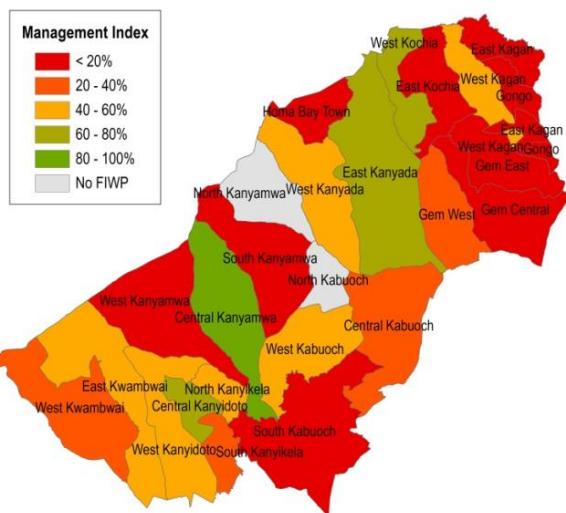 Management Index
< 20%
20 - 40%
40 - 60%
60 - 80%
80 - 100%
No FIWP
West Kochia
East Kagan
West Kagan
Gongo
East Kochia
Homa Bay Town
East Kagan
West Kagan
Gongo
Gem East
East Kanyada
North Kanyamwa
West Kanyada
Gem West
Gem Central
South Kanyamwa
North Kabuoch
West Kanyamwa
Central Kanyamwa
Central Kabuoch
West Kabuoch
East Kwambwai
North Kanyikela
West Kwambwai
Central Kanyidoto
South Kabuoch
West Kanyidoto
South Kanyikela